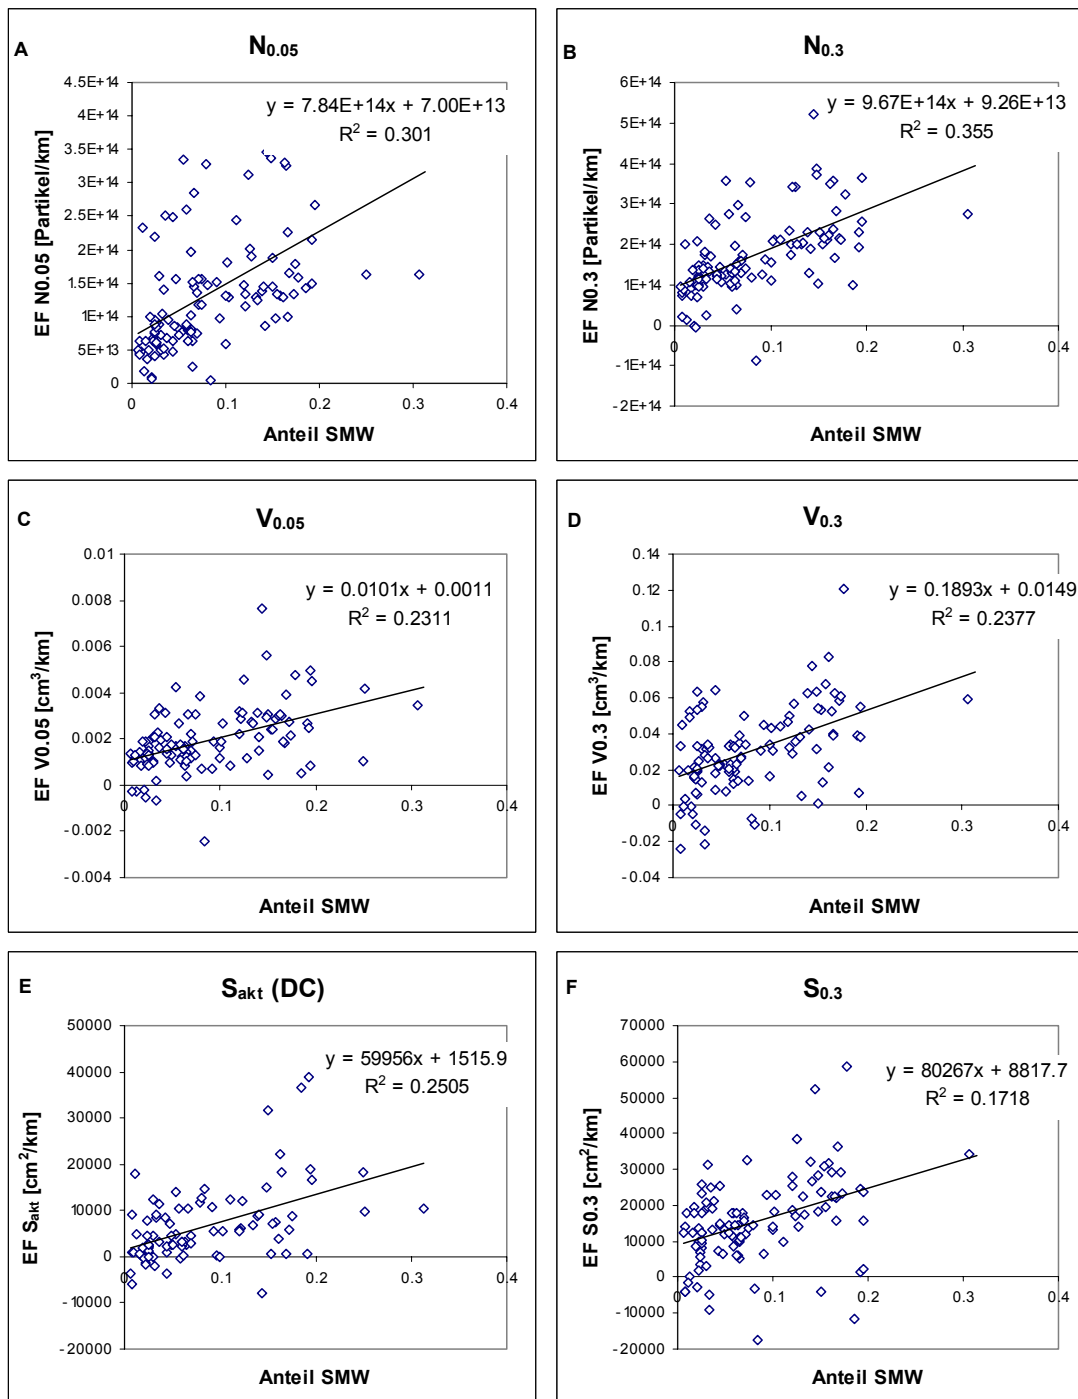 A
N0.05
4.5E+14
4E+14
3.5E+14
3E+14
2.5E+14
2E+14
1.5E+14
1E+14
5E+13
0
y = 7.84E+14x + 7.00E+13
R² = 0.301
EF N0.05 [Partikel/km]
0 0.1 0.2 0.3 0.4
Anteil SMW
B
N0.3
6E+14
5E+14
4E+14
3E+14
2E+14
1E+14
0
-1E+14
-2E+14
y = 9.67E+14x + 9.26E+13
R² = 0.355
EF N0.3 [Partikel/km]
0 0.1 0.2 0.3 0.4
Anteil SMW
C
V0.05
0.01
0.008
0.006
0.004
0.002
0
-0.002
-0.004
y = 0.0101x + 0.0011
R² = 0.2311
EF V0.05 [cm³/km]
0 0.1 0.2 0.3 0.4
Anteil SMW
D
V0.3
0.14
0.12
0.1
0.08
0.06
0.04
0.02
0
-0.02
-0.04
y = 0.1893x + 0.0149
R² = 0.2377
EF V0.3 [cm³/km]
0 0.1 0.2 0.3 0.4
Anteil SMW
E
Sakt (DC)
50000
40000
30000
20000
10000
0
-10000
-20000
y = 59956x + 1515.9
R² = 0.2505
EF Sakt [cm²/km]
0 0.1 0.2 0.3 0.4
Anteil SMW
F
S0.3
70000
60000
50000
40000
30000
20000
10000
0
-10000
-20000
y = 80267x + 8817.7
R² = 0.1718
EF S0.3 [cm²/km]
0 0.1 0.2 0.3 0.4
Anteil SMW